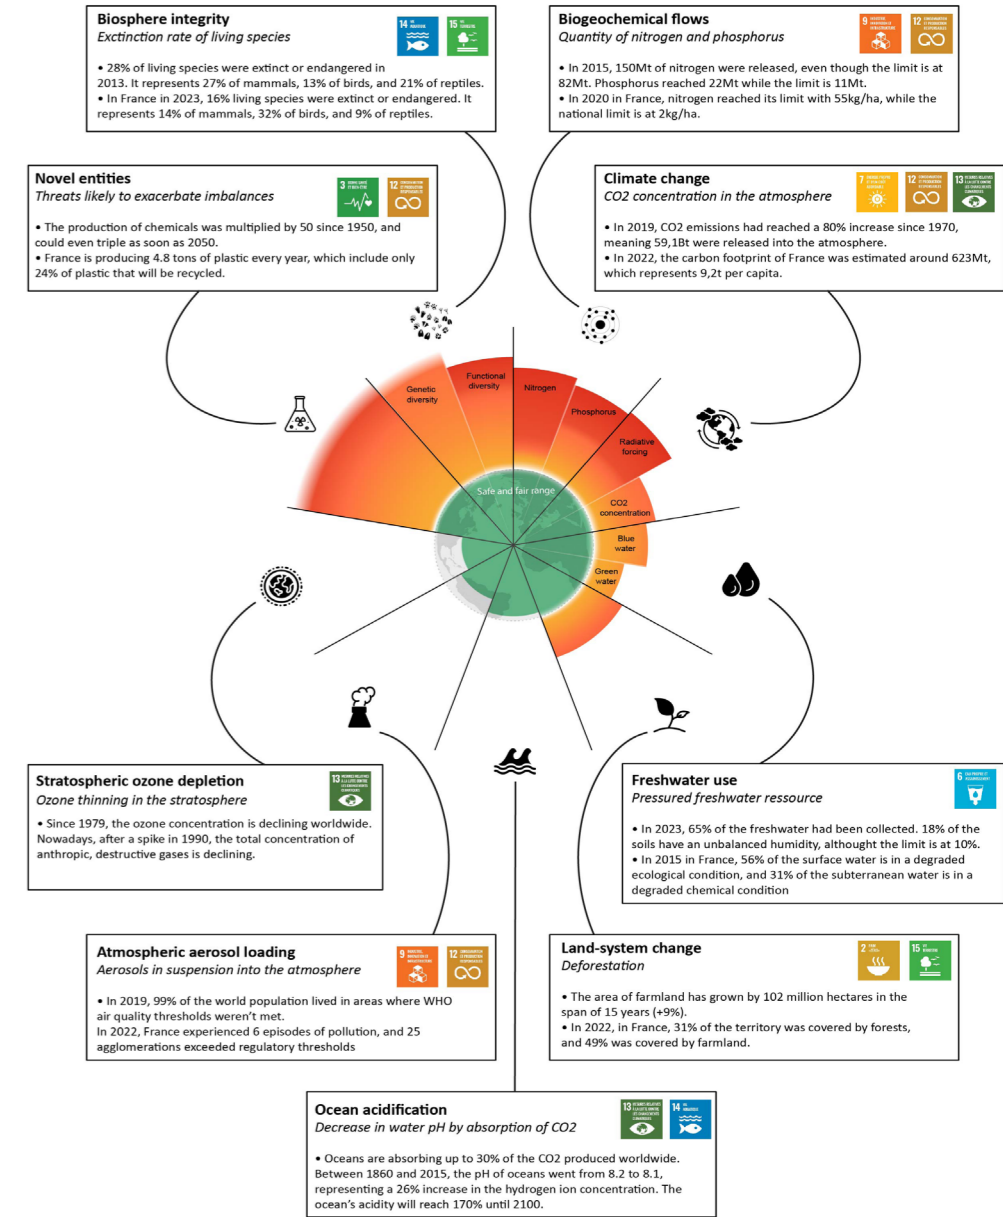 Biosphere integrity
Exctinction rate of living species
14
15
• 28% of living species were extinct or endangered in
2013. It represents 27% of mammals, 13% of birds, and 21% of reptiles.
• In France in 2023, 16% living species were extinct or endangered. It
represents 14% of mammals, 32% of birds, and 9% of reptiles.
Biogeochemical flows
Quantity of nitrogen and phosphorus
9
12
• In 2015, 150Mt of nitrogen were released, even though the limit is at
82Mt. Phosphorus reached 22Mt while the limit is 11Mt.
• In 2020 in France, nitrogen reached its limit with 55kg/ha, while the
national limit is at 2kg/ha.
Novel entities
Threats likely to exacerbate imbalances
3
12
• The production of chemicals was multiplied by 50 since 1950, and
could even triple as soon as 2050.
• France is producing 4.8 tons of plastic every year, which include only
24% of plastic that will be recycled.
Climate change
CO2 concentration in the atmosphere
7
12
13
• In 2019, CO2 emissions had reached a 80% increase since 1970,
meaning 59,1Bt were released into the atmosphere.
• In 2022, the carbon footprint of France was estimated around 623Mt,
which represents 9,2t per capita.
Genetic
diversity
Functional
diversity
Nitrogen
Phosphorus
Radiative
forcing
Safe and fair range
CO2
concentration
Blue
water
Green
water
Stratospheric ozone depletion
Ozone thinning in the stratosphere
13
• Since 1979, the ozone concentration is declining worldwide.
Nowadays, after a spike in 1990, the total concentration of
anthropic, destructive gases is declining.
Freshwater use
Pressured freshwater ressource
6
• In 2023, 65% of the freshwater had been collected. 18% of the
soils have an unbalanced humidity, althought the limit is at 10%.
• In 2015 in France, 56% of the surface water is in a degraded
ecological condition, and 31% of the subterranean water is in a
degraded chemical condition
Atmospheric aerosol loading
Aerosols in suspension into the atmosphere
9
12
• In 2019, 99% of the world population lived in areas where WHO
air quality thresholds weren’t met.
In 2022, France experienced 6 episodes of pollution, and 25
agglomerations exceeded regulatory thresholds
Land-system change
Deforestation
2
15
• The area of farmland has grown by 102 million hectares in the
span of 15 years (+9%).
• In 2022, in France, 31% of the territory was covered by forests,
and 49% was covered by farmland.
Ocean acidification
Decrease in water pH by absorption of CO2
13
14
• Oceans are absorbing up to 30% of the CO2 produced worldwide.
Between 1860 and 2015, the pH of oceans went from 8.2 to 8.1,
representing a 26% increase in the hydrogen ion concentration. The
ocean’s acidity will reach 170% until 2100.